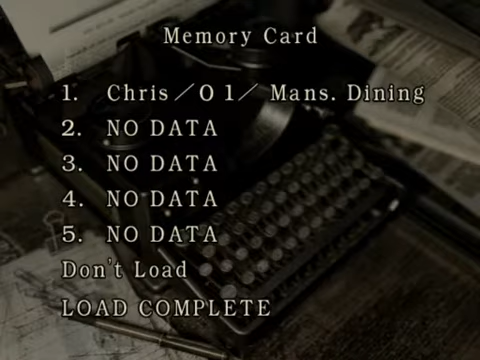 Memory Card
1. Chris／01／Mans. Dining
2. NO DATA
3. NO DATA
4. NO DATA
5. NO DATA
Don't Load
LOAD COMPLETE